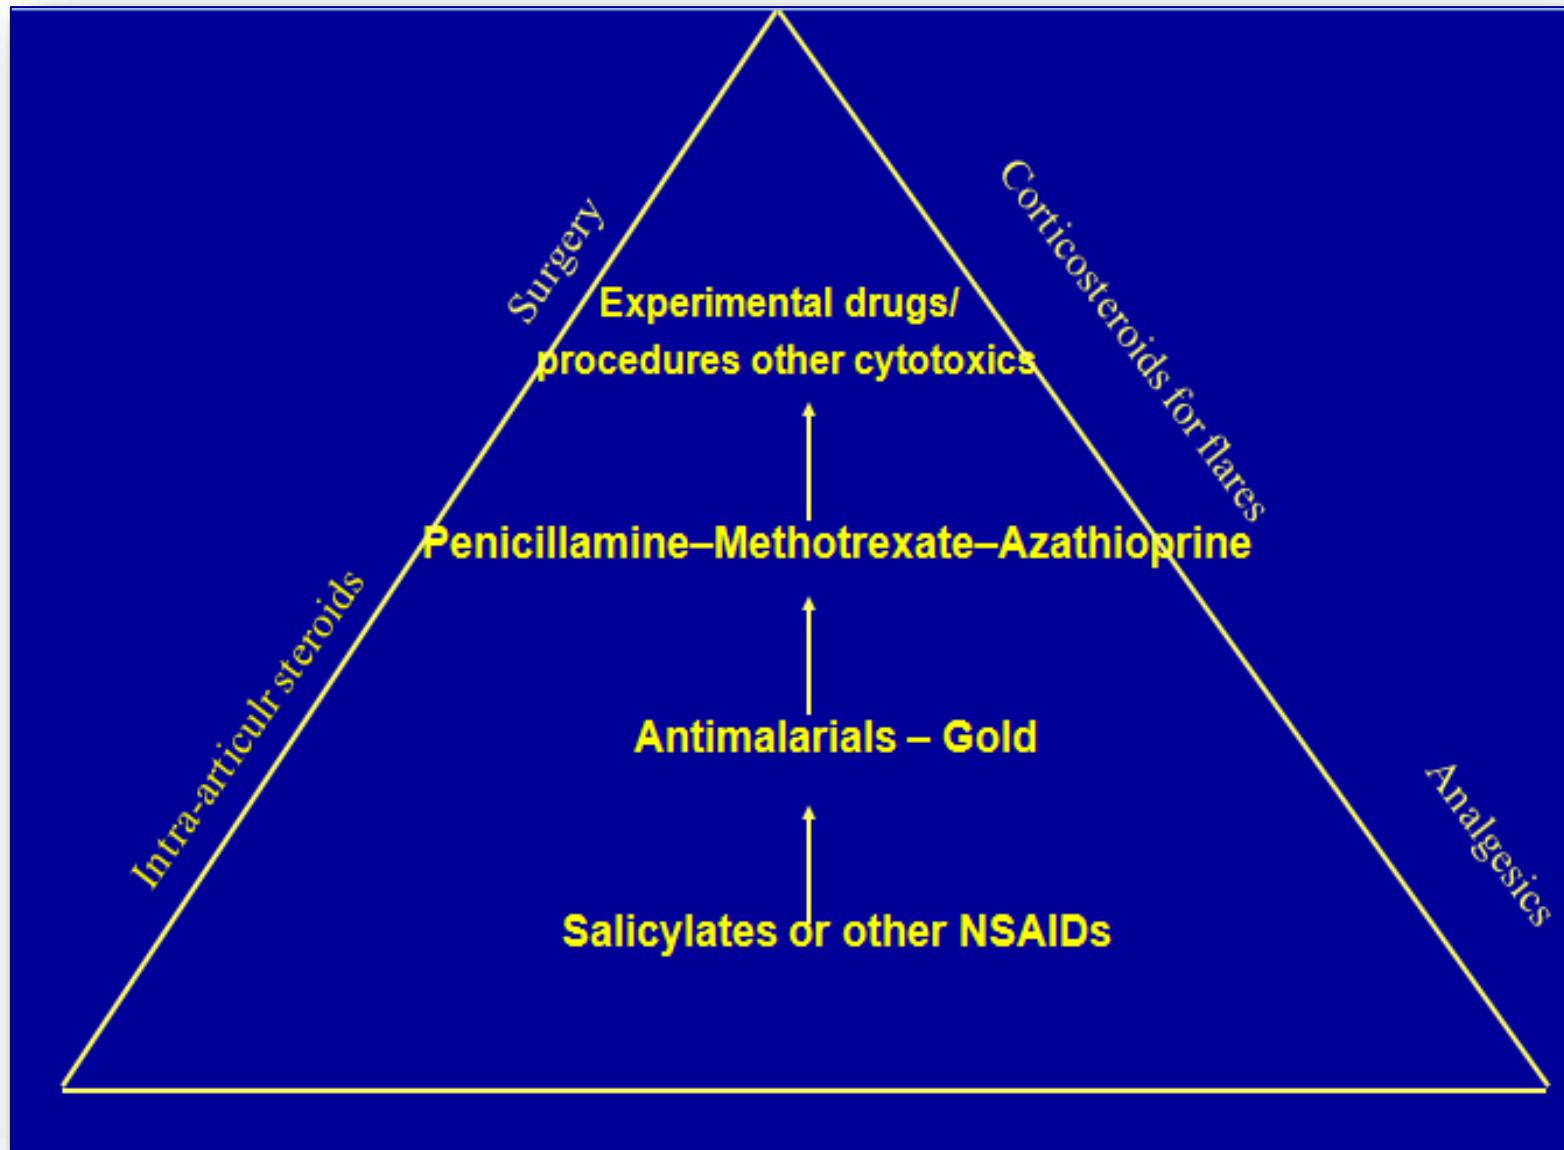 Surgery
Corticosteroids for flares
Experimental drugs/
procedures other cytotoxics
Penicillamine–Methotrexate–Azathioprine
Intra-articulr steroids
Antimalarials – Gold
Analgesics
Salicylates or other NSAIDs